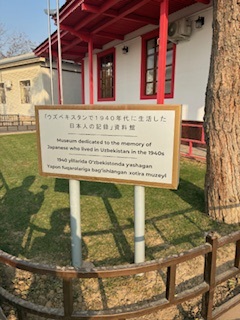 「ウズベキスタンで1940年代に生活した
日本人の記録」資料館
Museum dedicated to the memory of
Japanese who lived in Uzbekistan in the 1940s
1940 yillarida O'zbekistonda yashagan
Yapon fuqarolariga bag'ishlangan xotira muzeyi